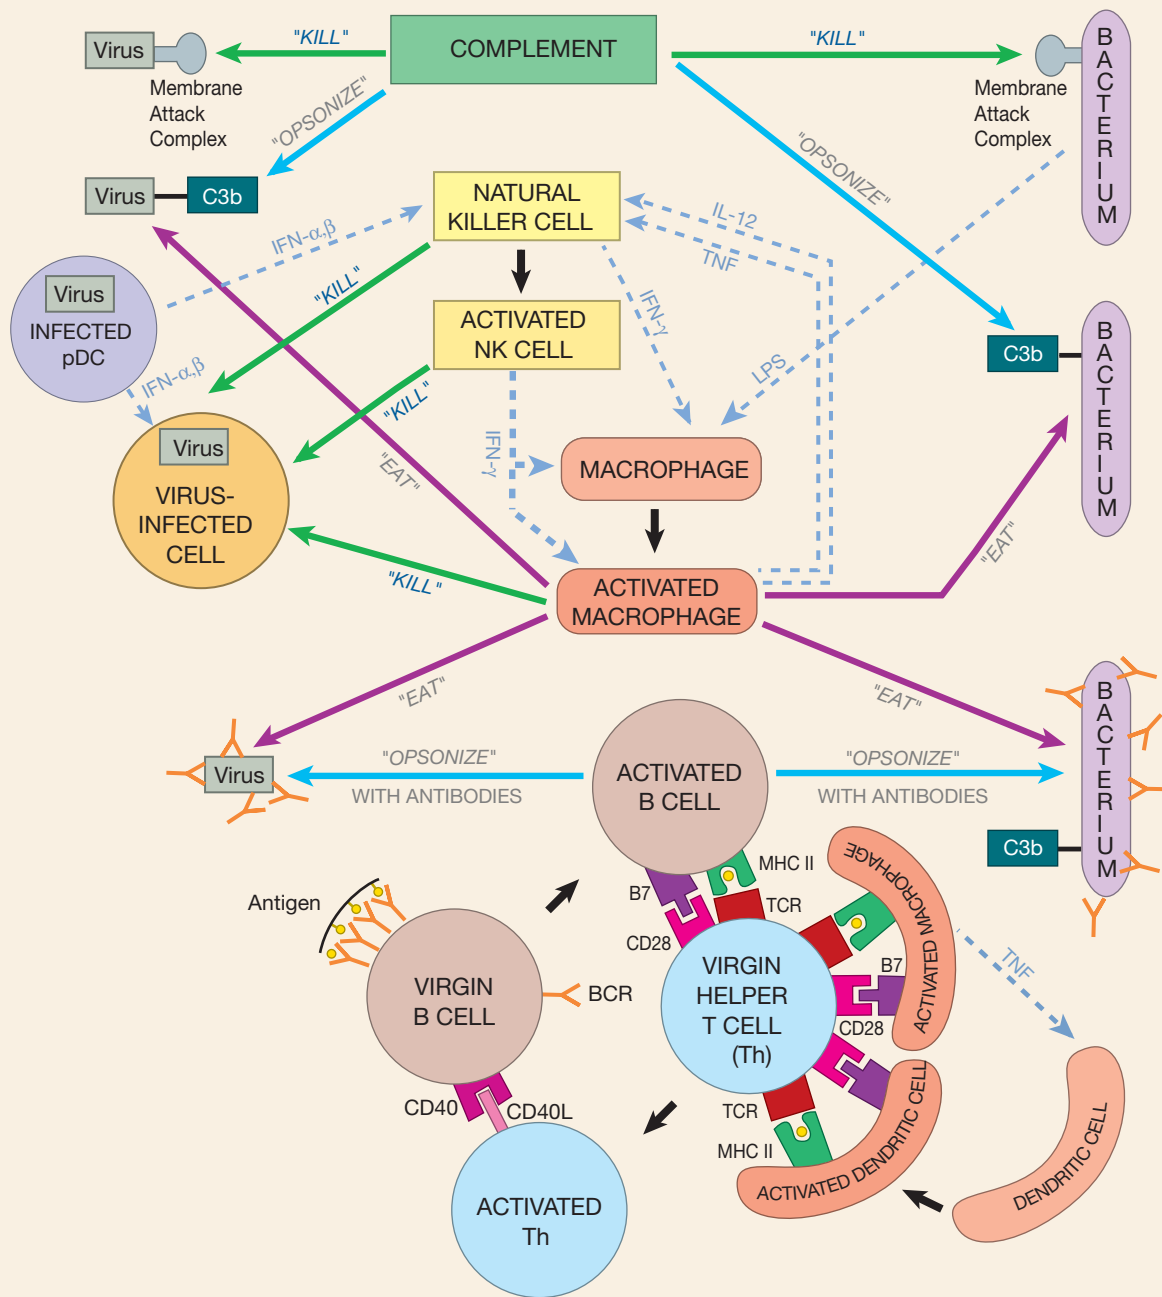 Virus
"KILL"
COMPLEMENT
"KILL"
Membrane
Attack
Complex
Membrane
Attack
Complex
BACTERIUM
"OPSONIZE"
"OPSONIZE"
Virus
C3b
NATURAL
KILLER CELL
IL-12
TNF
IFN-α,β
Virus
INFECTED
pDC
"KILL"
IFN-γ
ACTIVATED
NK CELL
C3b
BACTERIUM
LPS
IFN-α,β
"KILL"
Virus
VIRUS-
INFECTED
CELL
"EAT"
IFN-γ
MACROPHAGE
"EAT"
"KILL"
ACTIVATED
MACROPHAGE
"EAT"
"EAT"
BACTERIUM
Virus
"OPSONIZE"
WITH ANTIBODIES
ACTIVATED
B CELL
"OPSONIZE"
WITH ANTIBODIES
C3b
MHC II
B7
TCR
CD28
ACTIVATED MACROPHAGE
Antigen
VIRGIN
B CELL
BCR
VIRGIN
HELPER
T CELL
(Th)
B7
CD28
TNF
CD40
CD40L
TCR
MHC II
ACTIVATED DENDRITIC CELL
DENDRITIC CELL
ACTIVATED
Th